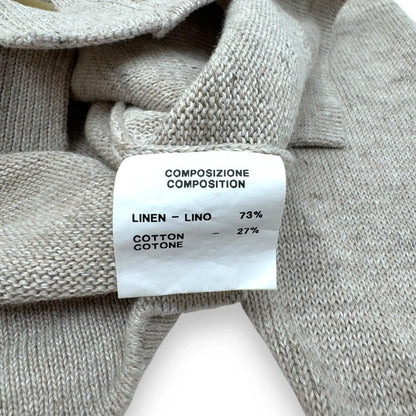 COMPOSIZIONE
COMPOSITION
LINEN - LINO 73%
COTTON - 27%
COTONE